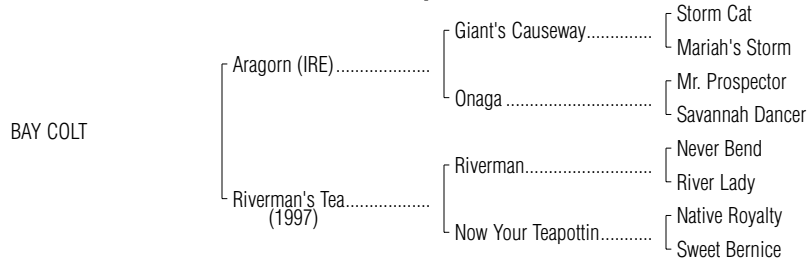 Storm Cat
Giant's Causeway..............
Mariah's Storm
Aragorn (IRE)....................
Mr. Prospector
Onaga ...............................
Savannah Dancer
BAY COLT
Never Bend
Riverman...........................
River Lady
Riverman's Tea..................
(1997)
Native Royalty
Now Your Teapottin...........
Sweet Bernice